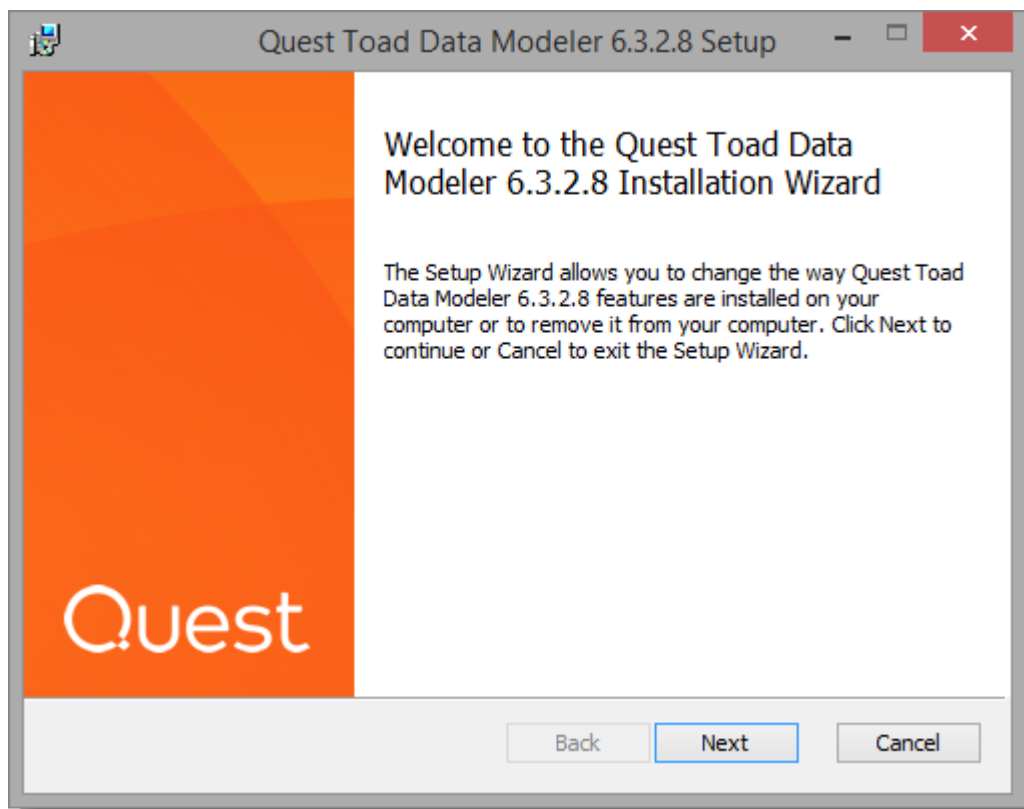 Quest Toad Data Modeler 6.3.2.8 Setup
Welcome to the Quest Toad Data
Modeler 6.3.2.8 Installation Wizard
The Setup Wizard allows you to change the way Quest Toad
Data Modeler 6.3.2.8 features are installed on your
computer or to remove it from your computer. Click Next to
continue or Cancel to exit the Setup Wizard.
Quest
Back Next Cancel